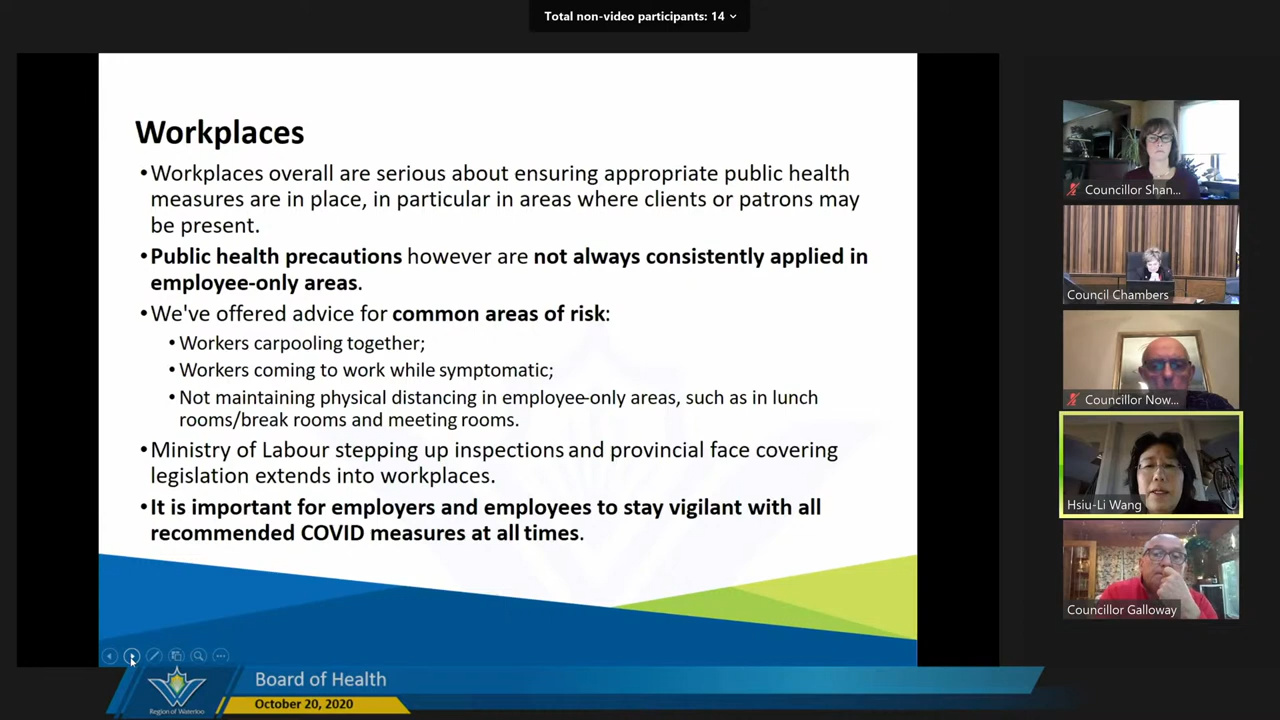 Total non-video participants: 14
Workplaces
•Workplaces overall are serious about ensuring appropriate public health
measures are in place, in particular in areas where clients or patrons may
be present.
•Public health precautions however are not always consistently applied in
employee-only areas.
•We've offered advice for common areas of risk:
•Workers carpooling together;
•Workers coming to work while symptomatic;
•Not maintaining physical distancing in employee-only areas, such as in lunch
rooms/break rooms and meeting rooms.
•Ministry of Labour stepping up inspections and provincial face covering
legislation extends into workplaces.
•It is important for employers and employees to stay vigilant with all
recommended COVID measures at all times.
Councillor Shan...
Council Chambers
Councillor Now...
Hsiu-Li Wang
Councillor Galloway
Region of Waterloo
Board of Health
October 20, 2020